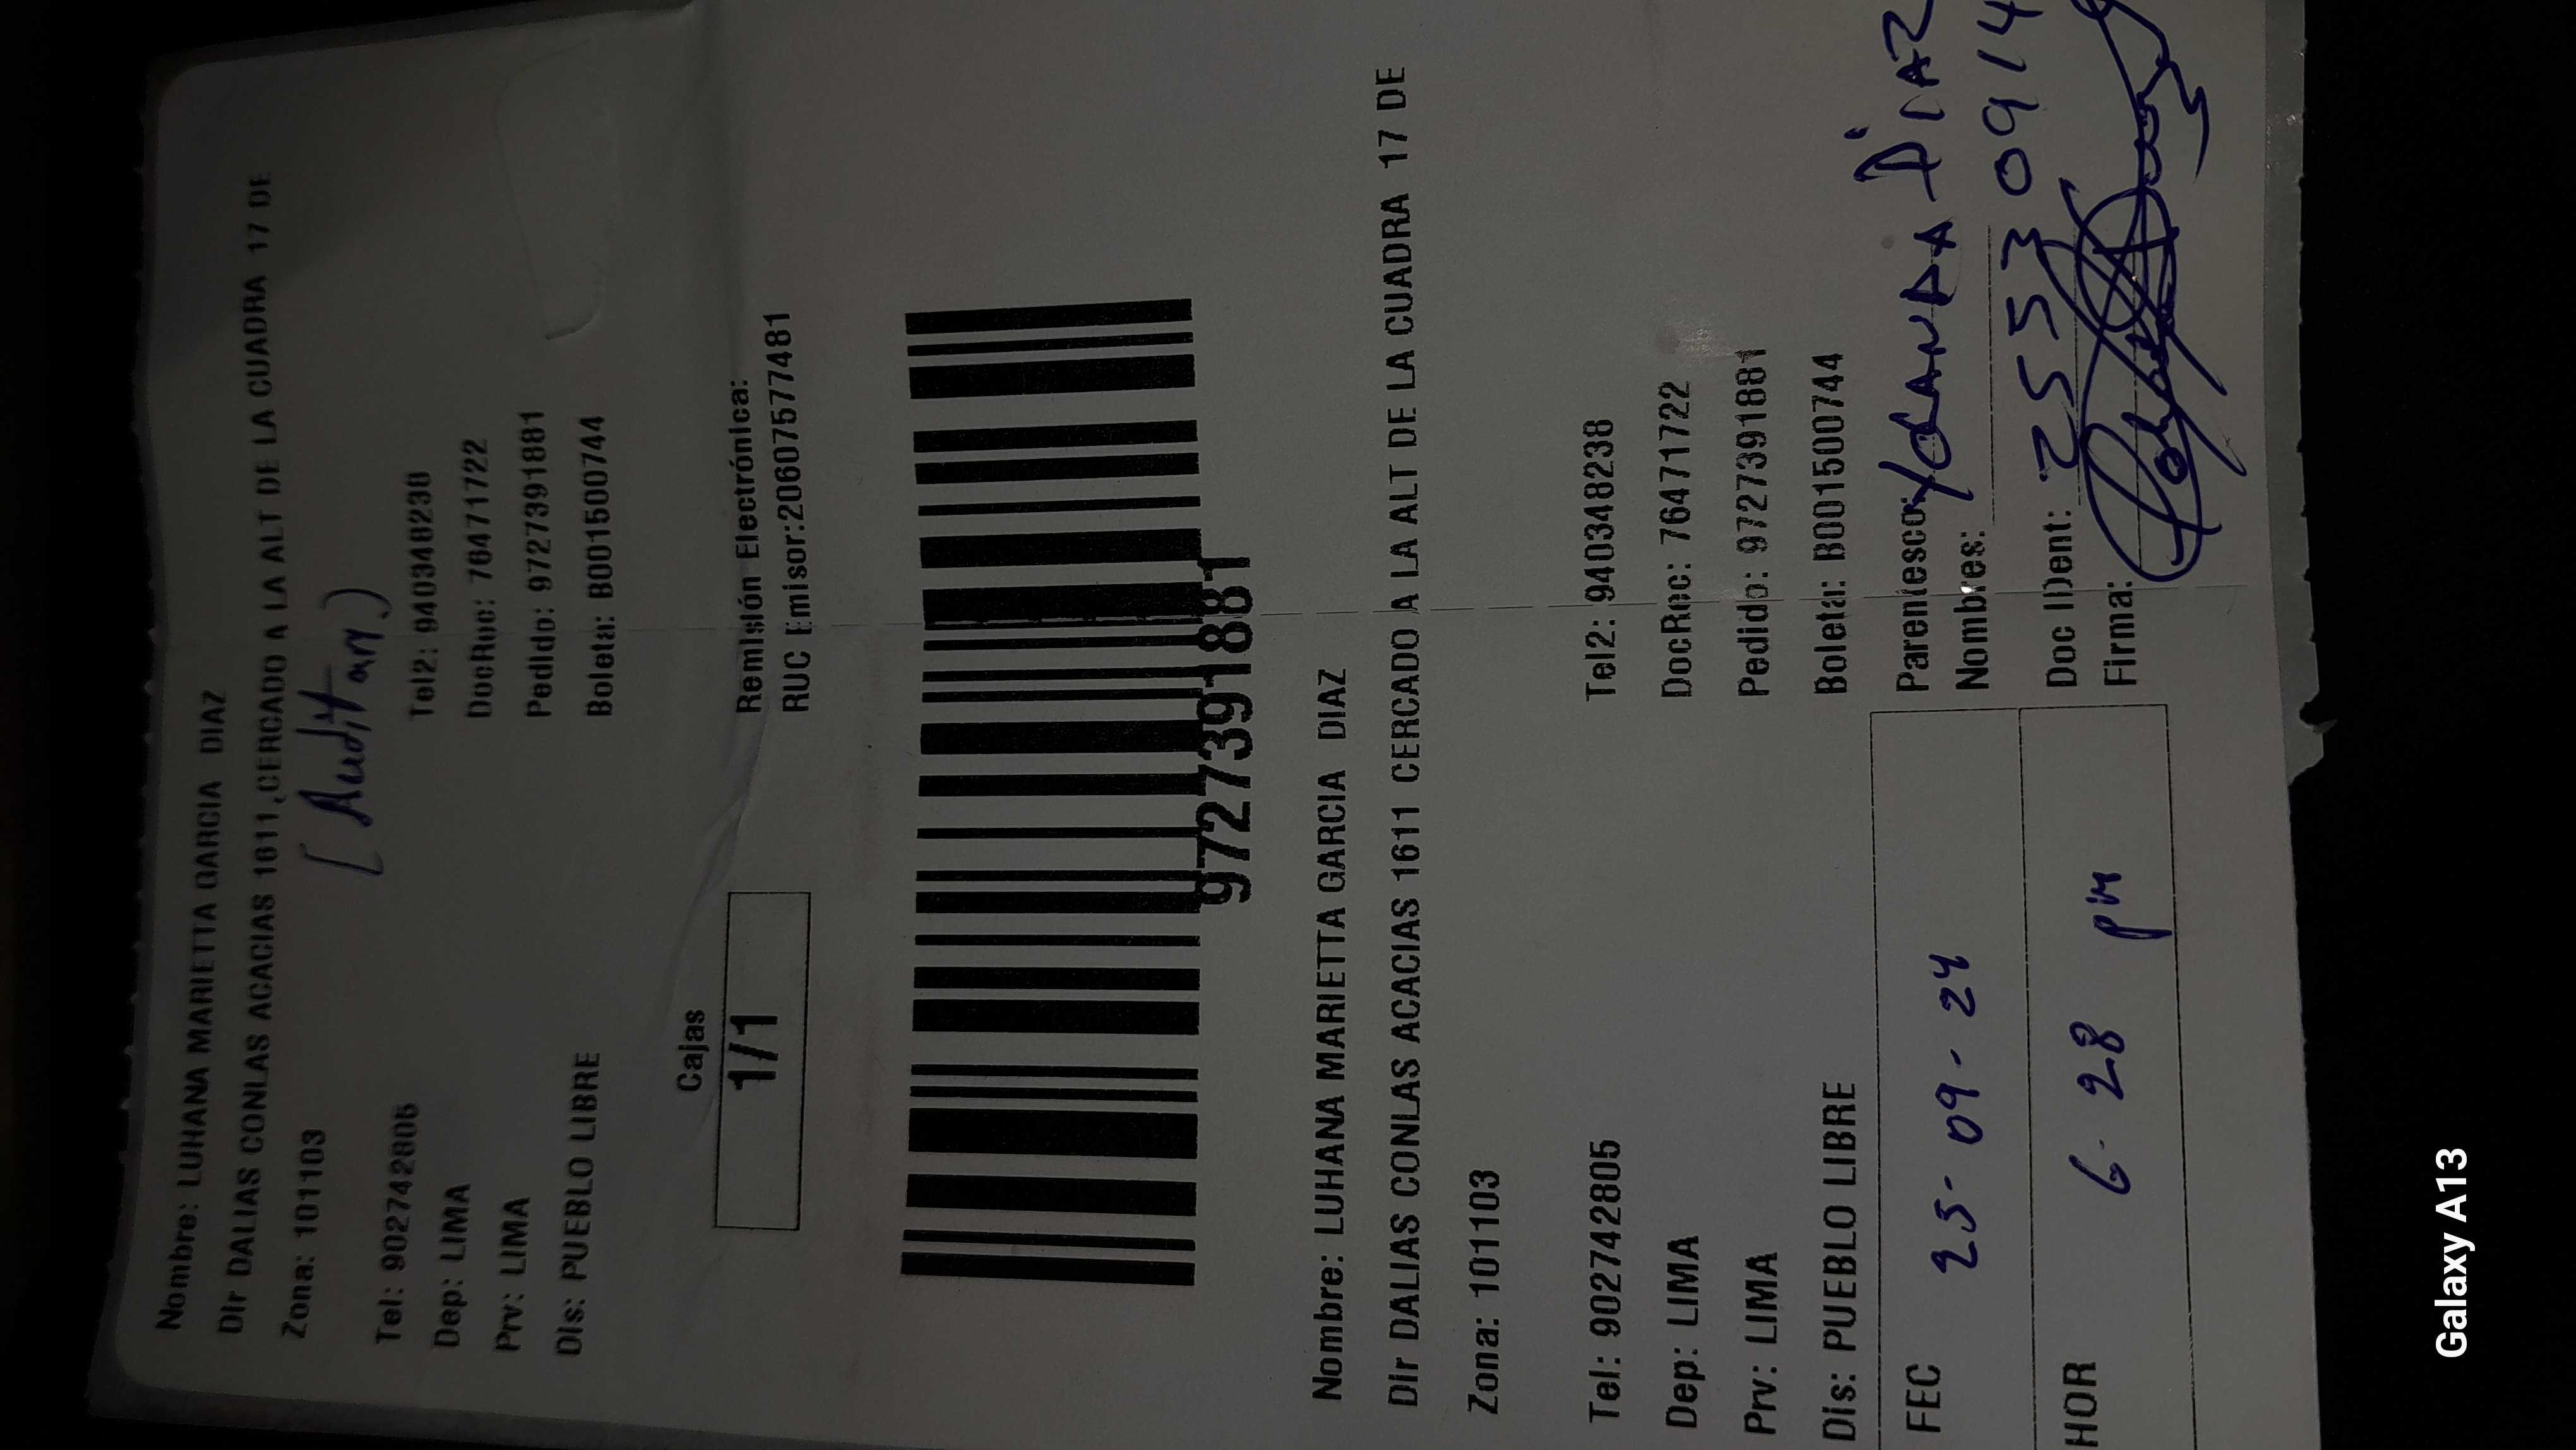 Nombre: LUHANA MARIETTA GARCIA DIAZ
Dir DALIAS CONLAS ACACIAS 1611 CERCADO A LA ALT DE LA CUADRA 17 DE
Zona: 101103
Tel: 902742805 Tel2: 940348238
Dep: LIMA DocRec: 76471722
Prv: LIMA Pedido: 9727391881
Dis: PUEBLO LIBRE Boleta: B001500744
Cajas
1/1
Remisión Electrónica:
RUC Emisor:20607577481
9727391881
Nombre: LUHANA MARIETTA GARCIA DIAZ
Dir DALIAS CONLAS ACACIAS 1611 CERCADO A LA ALT DE LA CUADRA 17 DE
Zona: 101103
Tel: 902742805 Tel2: 940348238
Dep: LIMA DocRec: 76471722
Prv: LIMA Pedido: 9727391881
Dis: PUEBLO LIBRE Boleta: B001500744
FEC 25-09-24 Parentesco:
Nombres: YOLANDA DIAZ
HOR 6-28 pm Doc IDent: 25530914
Firma:
Galaxy A13